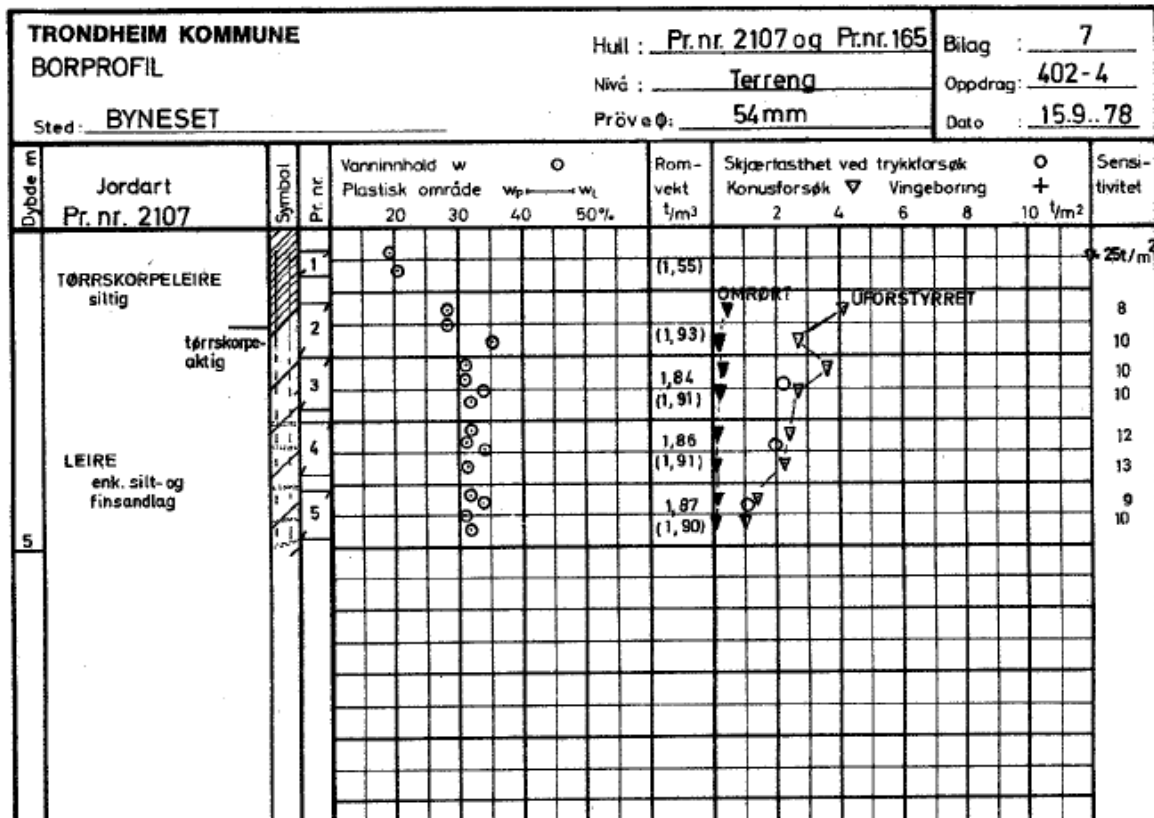 TRONDHEIM KOMMUNE
BORPROFIL
Sted: BYNESET
Hull : Pr.nr. 2107 og Pr.nr.165
Nivå : Terreng
Pröve ϕ: 54mm
Bilag : 7
Oppdrag: 402-4
Dato : 15.9..78
Dybde m
Jordart
Pr. nr. 2107
Symbol
Pr. nr.
Vanninnhold w ⊙
Plastisk område wP ⊢⊣ wL
20 30 40 50%
Rom-
vekt
t/m³
Skjærfasthet ved trykkforsøk O
Konusforsøk ▽ Vingeboring +
2 4 6 8 10 t/m²
Sensi-
tivitet
1
(1,55)
25t/m²
TØRRSKORPELEIRE
siltig
OMRØRT
UFORSTYRRET
8
2
(1,93)
10
tørrskorpe-
aktig
3
1,84
10
(1,91)
10
4
1,86
12
(1,91)
13
LEIRE
enk. silt-og
finsandlag
5
1,87
9
(1,90)
10
5